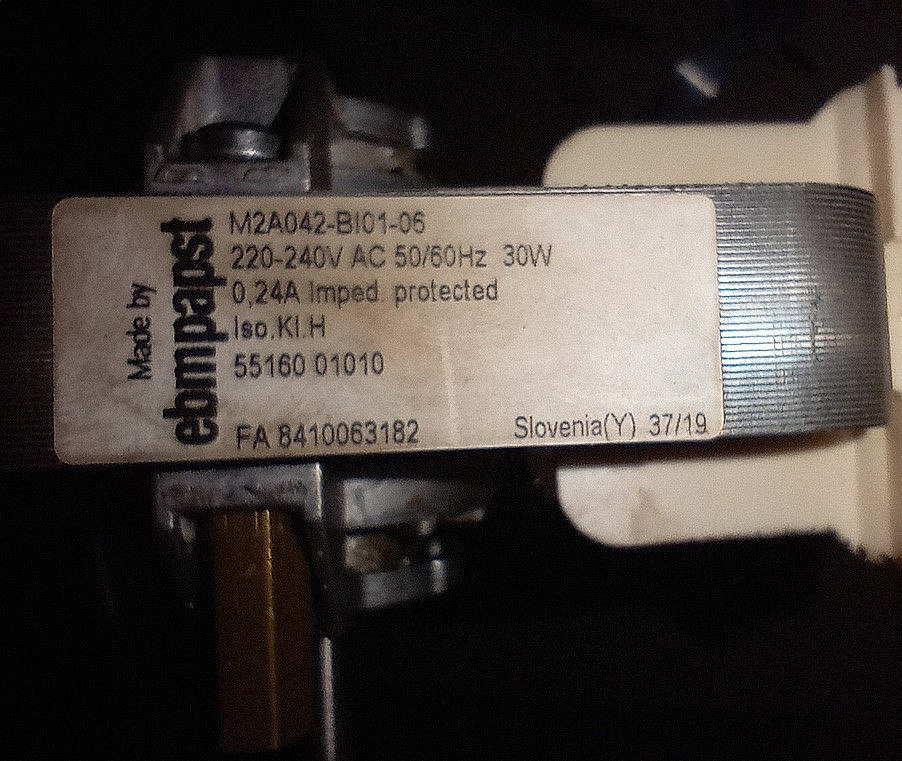 Made by
ebmpapst
M2A042-BI01-06
220-240V AC 50/60Hz 30W
0,24A Imped. protected
Iso.Kl.H
55160 01010
FA 8410063182
Slovenia(Y) 37/19